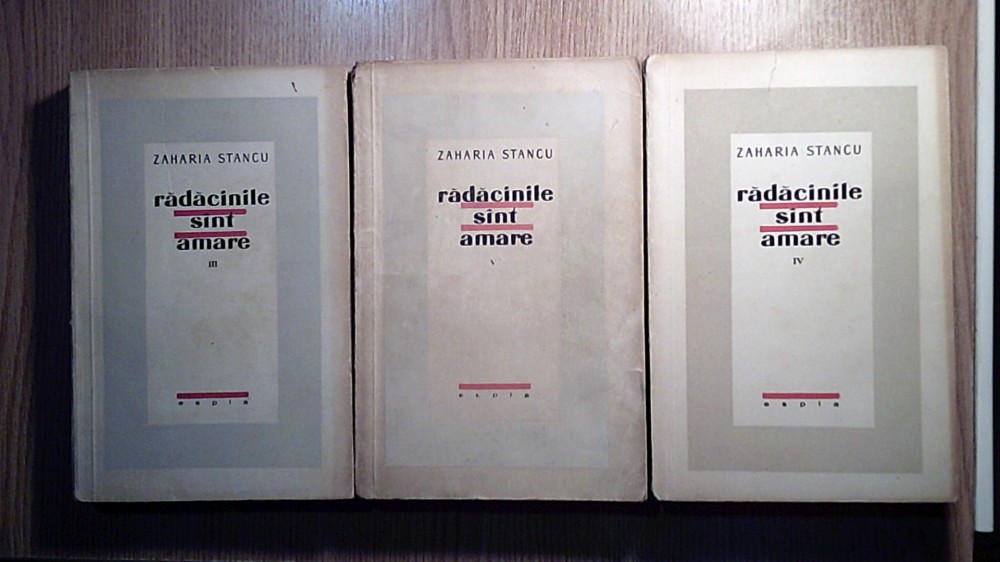 ZAHARIA STANCU
rădăcinile
sînt
amare
III
espla
ZAHARIA STANCU
rădăcinile
sînt
amare
V
espla
ZAHARIA STANCU
rădăcinile
sînt
amare
IV
espla